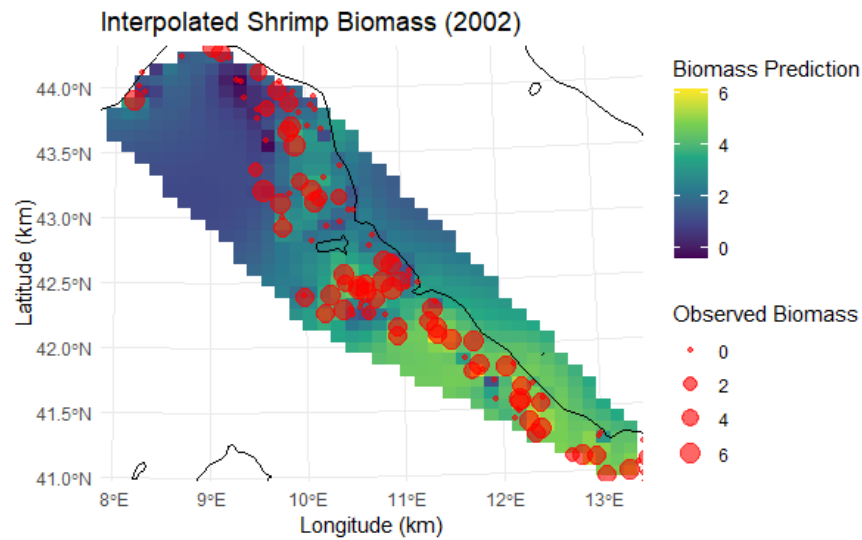 Interpolated Shrimp Biomass (2002)
44.0°N
43.5°N
43.0°N
42.5°N
42.0°N
41.5°N
41.0°N
Latitude (km)
8°E
9°E
10°E
11°E
12°E
13°E
Longitude (km)
Biomass Prediction
6
4
2
0
Observed Biomass
0
2
4
6